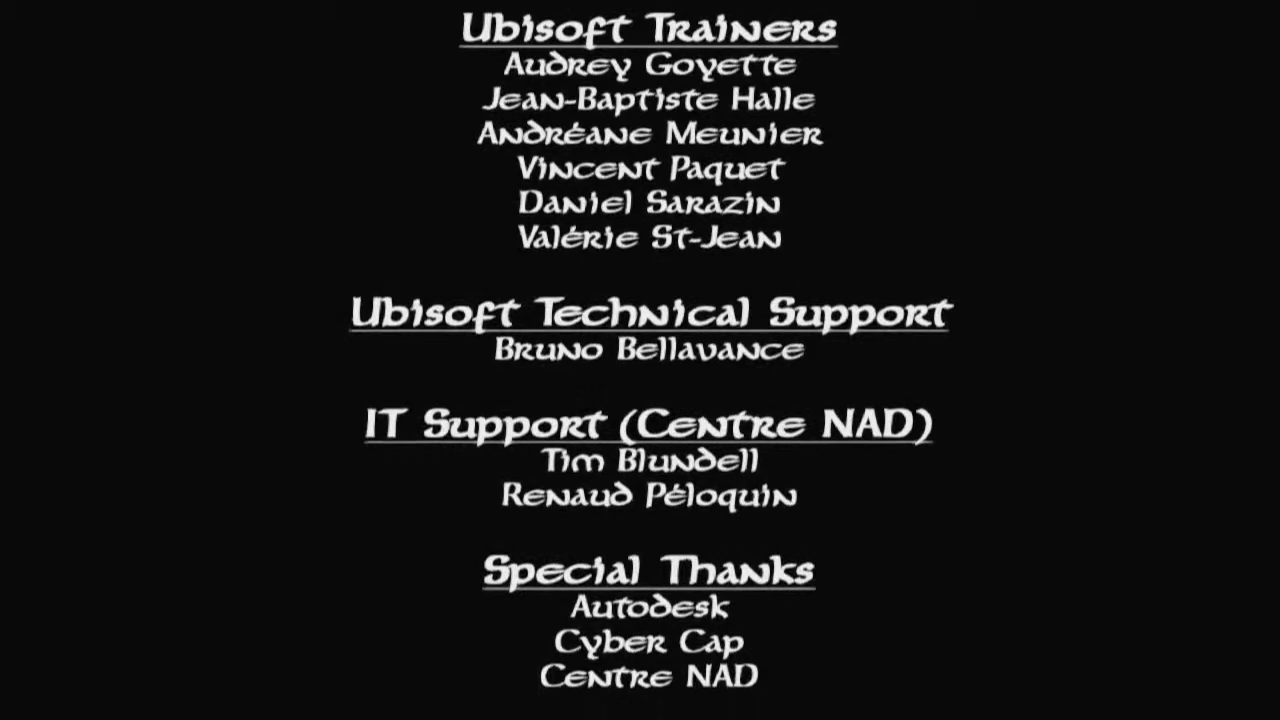 Ubisoft Trainers
Audrey Goyette
Jean-Baptiste Halle
Andréane Meunier
Vincent Paquet
Daniel Sarazin
Valérie St-Jean
Ubisoft Technical Support
Bruno Bellavance
IT Support (Centre NAD)
Tim Blundell
Renaud Péloquin
Special Thanks
Autodesk
Cyber Cap
Centre NAD